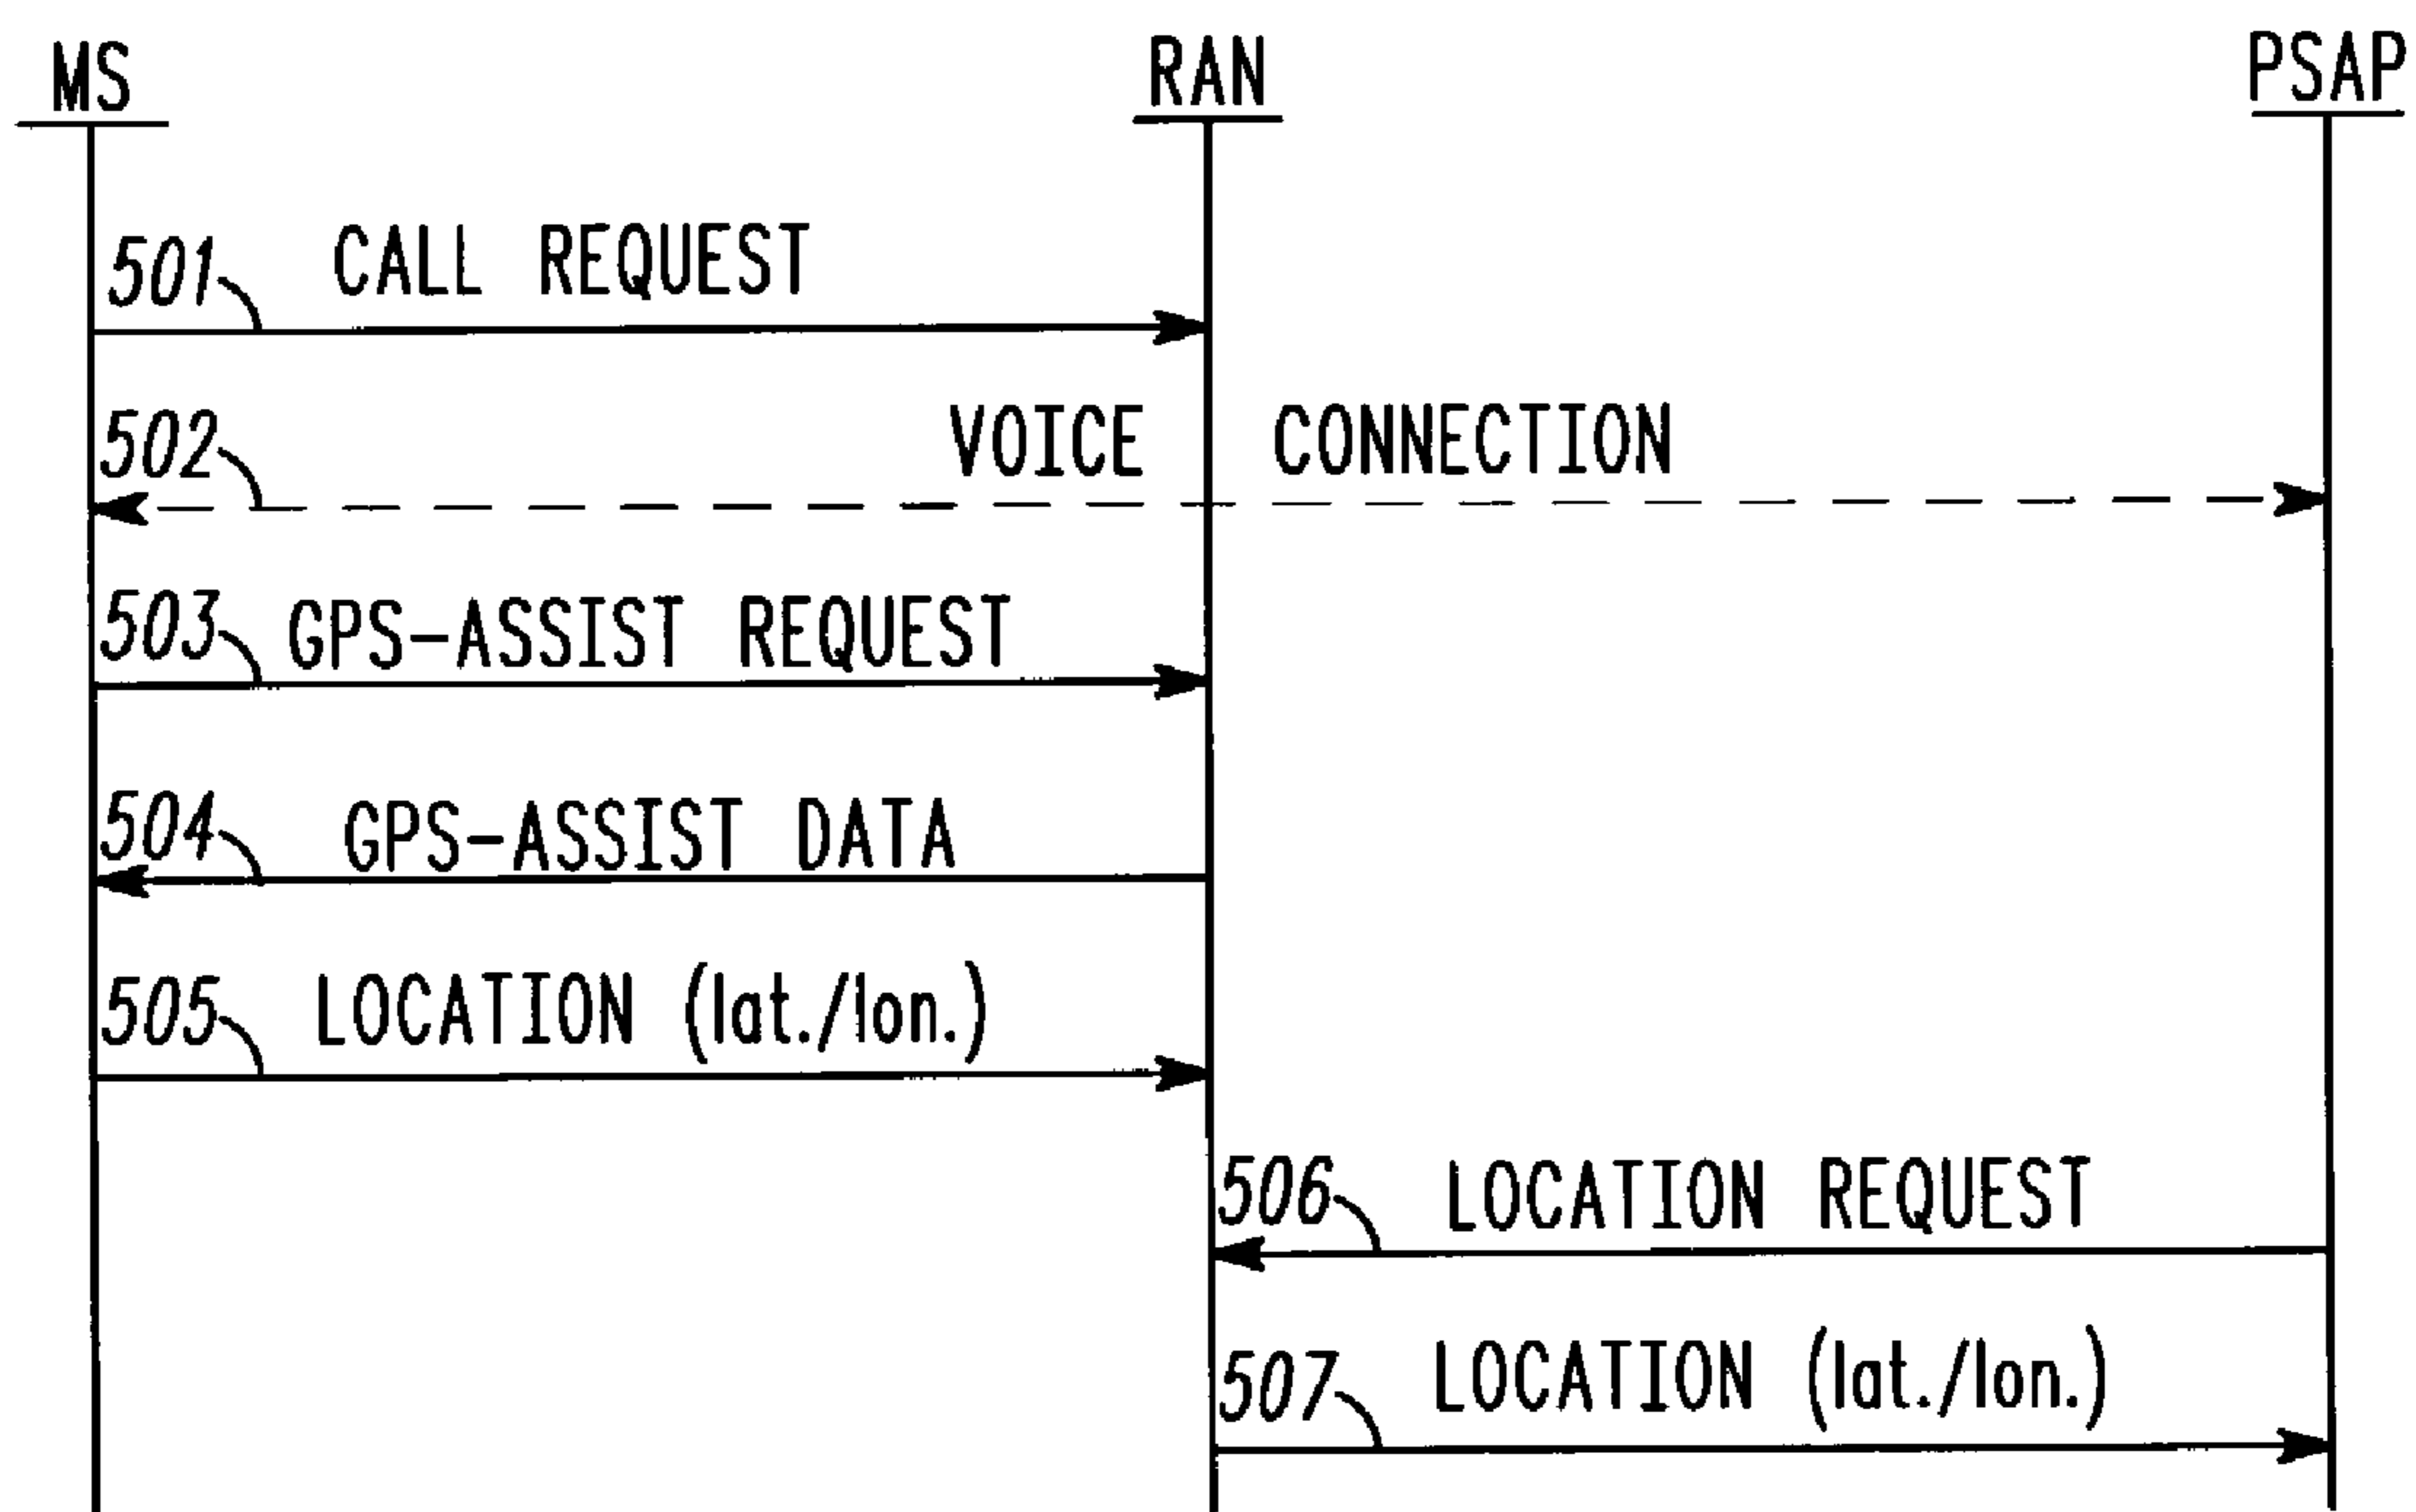 MS RAN PSAP
501 CALL REQUEST
502 VOICE CONNECTION
503 GPS-ASSIST REQUEST
504 GPS-ASSIST DATA
505 LOCATION (lat./lon.)
506 LOCATION REQUEST
507 LOCATION (lat./lon.)